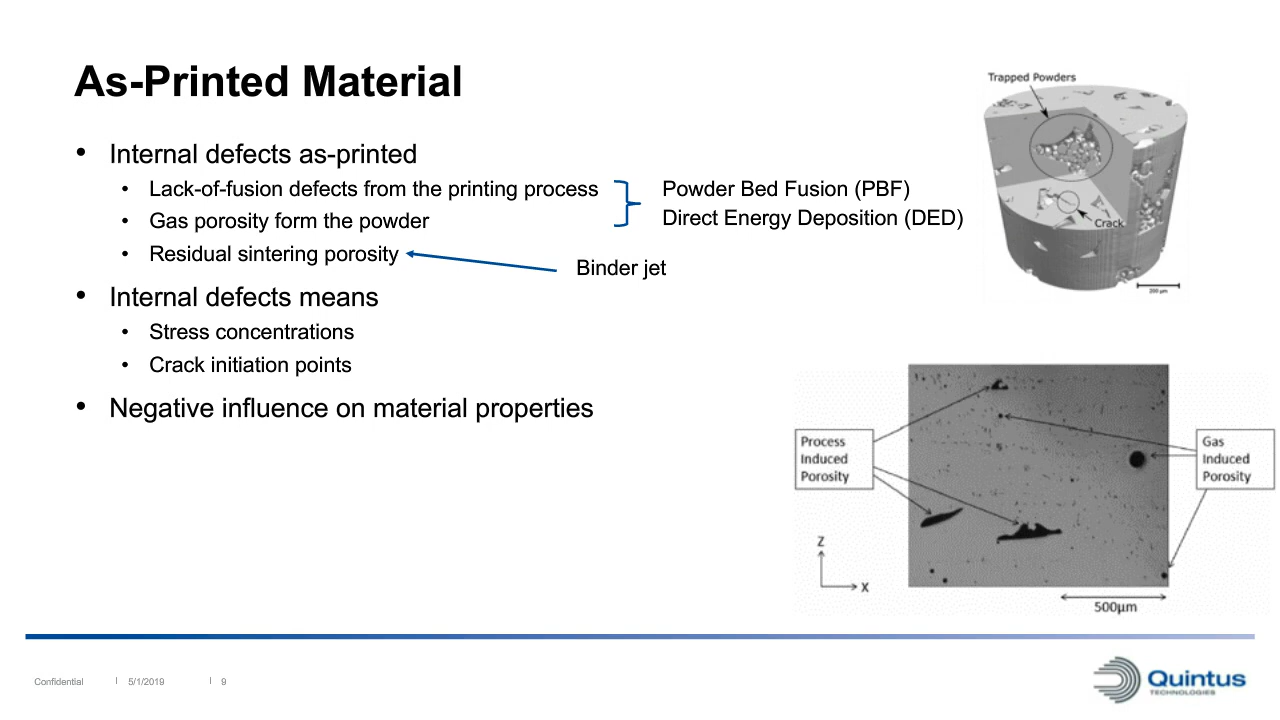 As-Printed Material
• Internal defects as-printed
• Lack-of-fusion defects from the printing process
• Gas porosity form the powder
• Residual sintering porosity
Powder Bed Fusion (PBF)
Direct Energy Deposition (DED)
Binder jet
• Internal defects means
• Stress concentrations
• Crack initiation points
• Negative influence on material properties
Trapped Powders
Crack
200 µm
Process
Induced
Porosity
Gas
Induced
Porosity
Z
X
500µm
Confidential | 5/1/2019 | 9
Quintus
TECHNOLOGIES